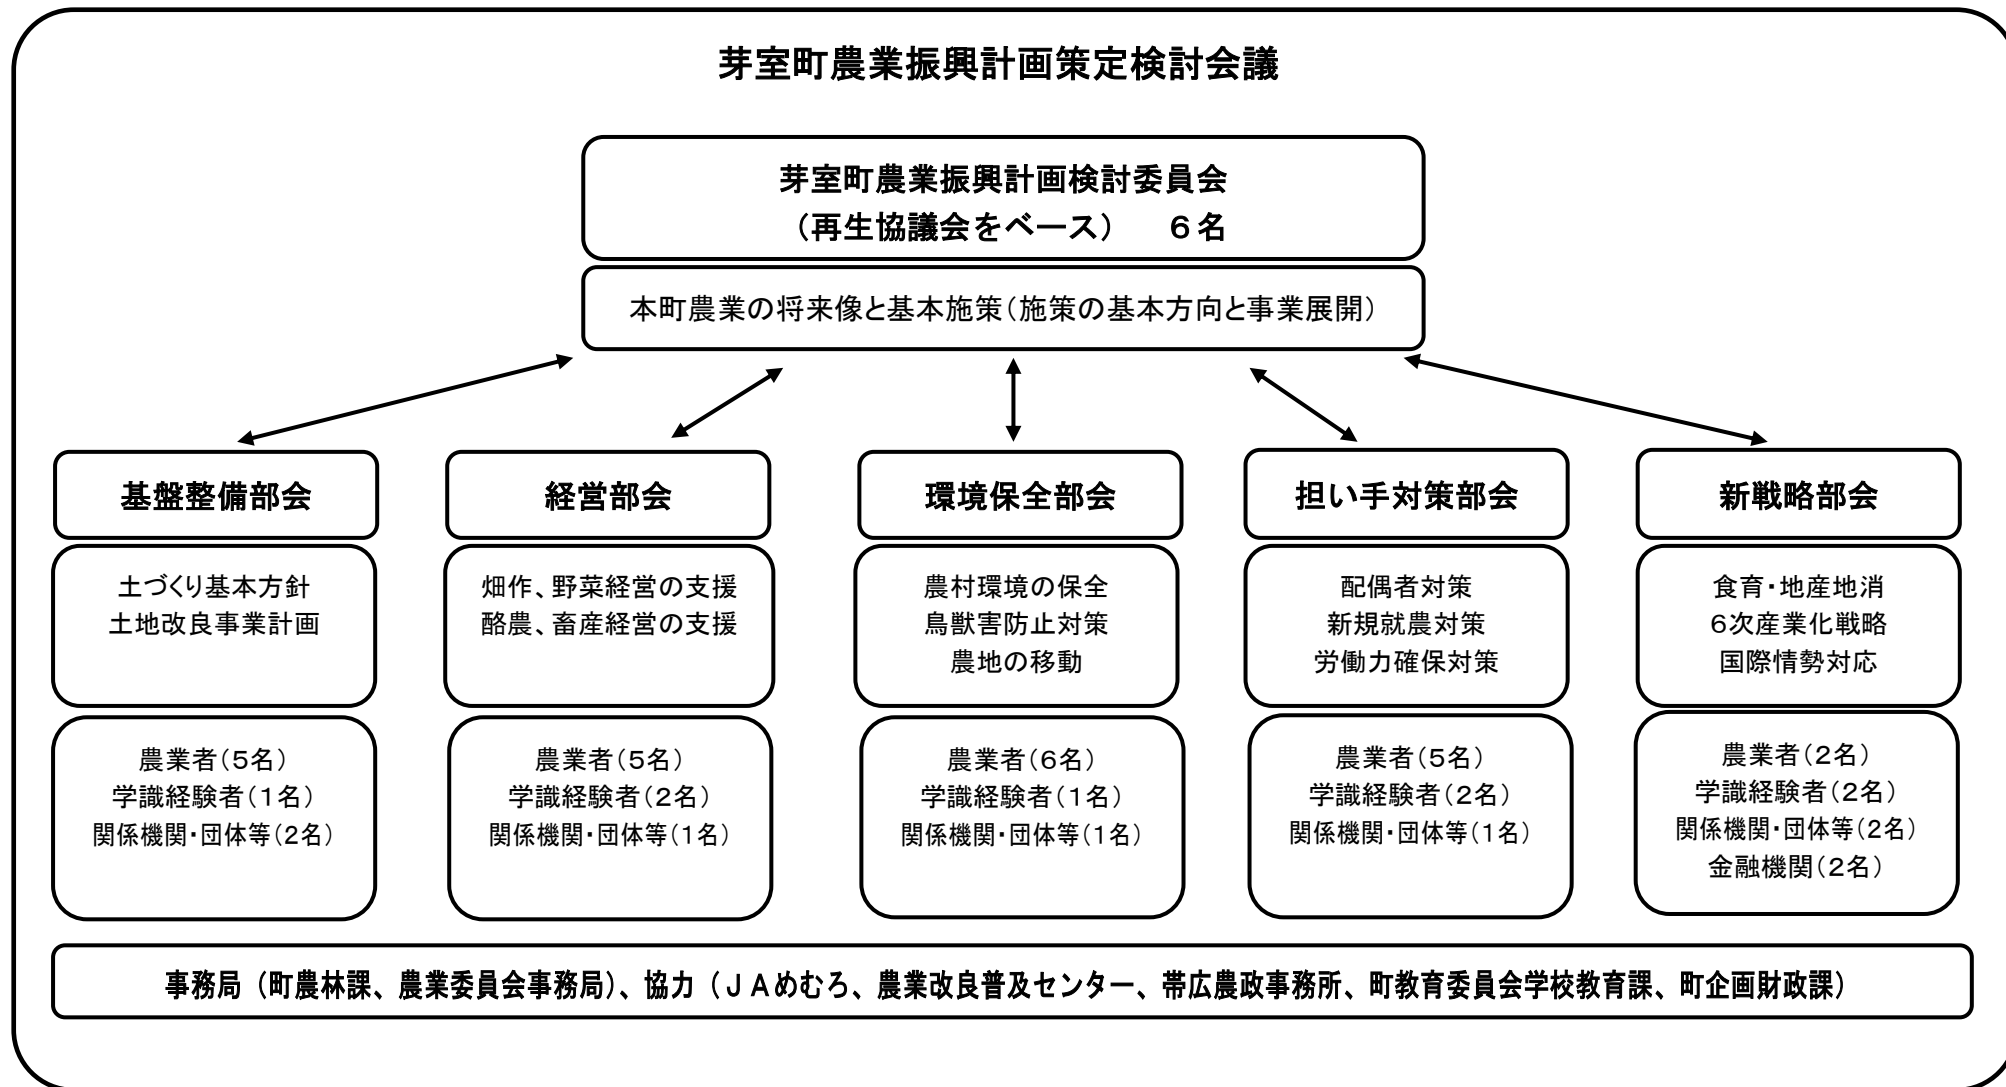 芽室町農業振興計画策定検討会議
芽室町農業振興計画検討委員会
（再生協議会をベース）　６名
本町農業の将来像と基本施策（施策の基本方向と事業展開）
基盤整備部会
土づくり基本方針
土地改良事業計画
農業者（５名）
学識経験者（１名）
関係機関・団体等（２名）
経営部会
畑作、野菜経営の支援
酪農、畜産経営の支援
農業者（５名）
学識経験者（２名）
関係機関・団体等（１名）
環境保全部会
農村環境の保全
鳥獣害防止対策
農地の移動
農業者（６名）
学識経験者（１名）
関係機関・団体等（１名）
担い手対策部会
配偶者対策
新規就農対策
労働力確保対策
農業者（５名）
学識経験者（２名）
関係機関・団体等（１名）
新戦略部会
食育・地産地消
６次産業化戦略
国際情勢対応
農業者（２名）
学識経験者（２名）
関係機関・団体等（２名）
金融機関（２名）
事務局（町農林課、農業委員会事務局）、協力（ＪＡめむろ、農業改良普及センター、帯広農政事務所、町教育委員会学校教育課、町企画財政課）